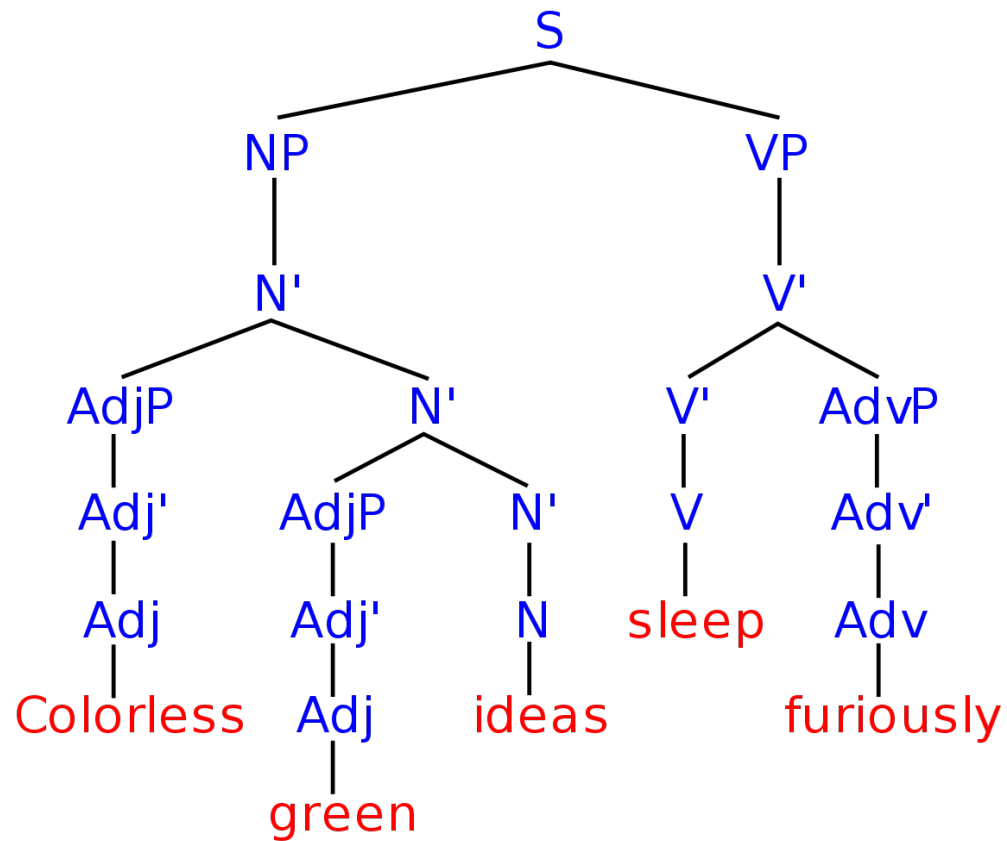 S
NP VP
N' V'
AdjP N' V' AdvP
Adj' AdjP N' V Adv'
Adj Adj' N sleep Adv
Colorless Adj ideas furiously
green